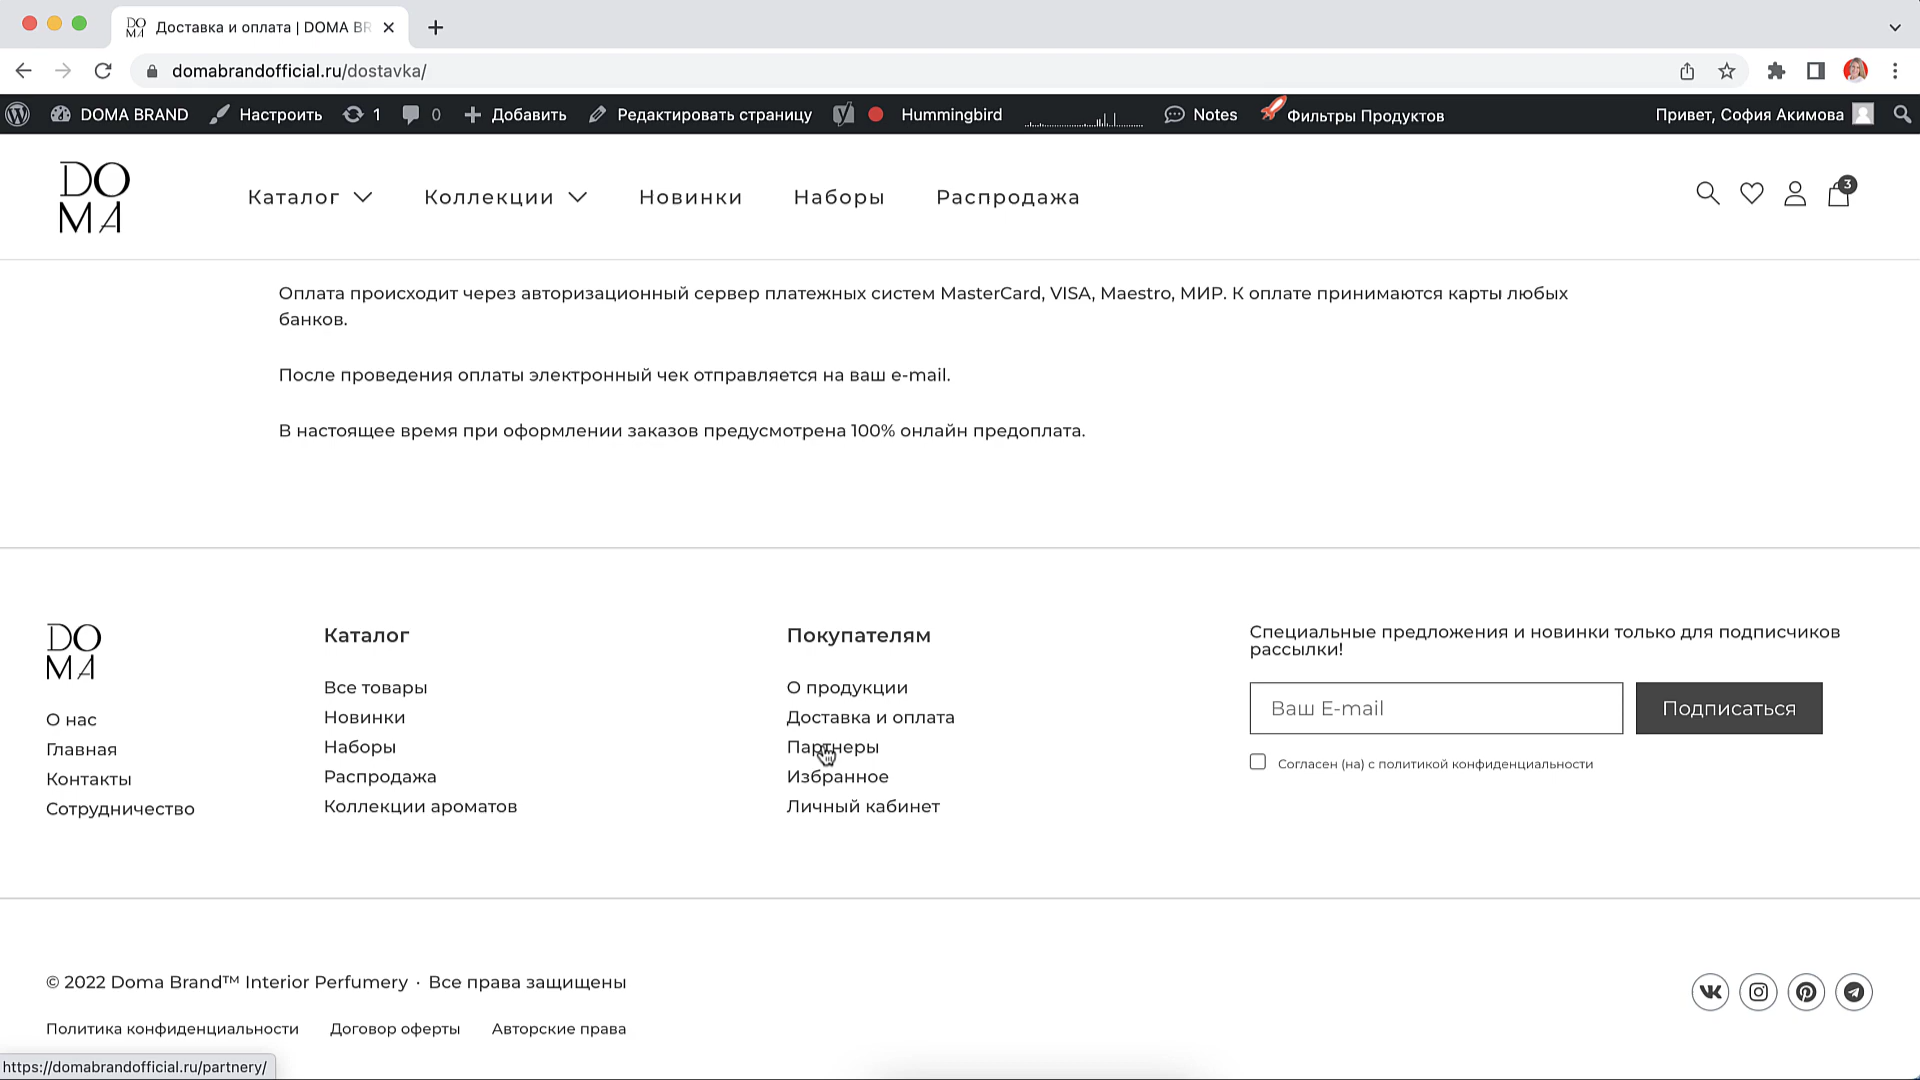 DO
MA
Доставка и оплата | DOMA BR
domabrandofficial.ru/dostavka/
DOMA BRAND
Настроить
1
0
Добавить
Редактировать страницу
Hummingbird
Notes
Фильтры Продуктов
Привет, София Акимова
DO
MA
Каталог
Коллекции
Новинки
Наборы
Распродажа
3
Оплата происходит через авторизационный сервер платежных систем MasterCard, VISA, Maestro, МИР. К оплате принимаются карты любых
банков.
После проведения оплаты электронный чек отправляется на ваш e-mail.
В настоящее время при оформлении заказов предусмотрена 100% онлайн предоплата.
DO
MA
О нас
Главная
Контакты
Сотрудничество
Каталог
Все товары
Новинки
Наборы
Распродажа
Коллекции ароматов
Покупателям
О продукции
Доставка и оплата
Партнеры
Избранное
Личный кабинет
Специальные предложения и новинки только для подписчиков
рассылки!
Ваш E-mail
Подписаться
Согласен (на) с политикой конфиденциальности
© 2022 Doma Brand™ Interior Perfumery · Все права защищены
Политика конфиденциальности
Договор оферты
Авторские права
https://domabrandofficial.ru/partnery/